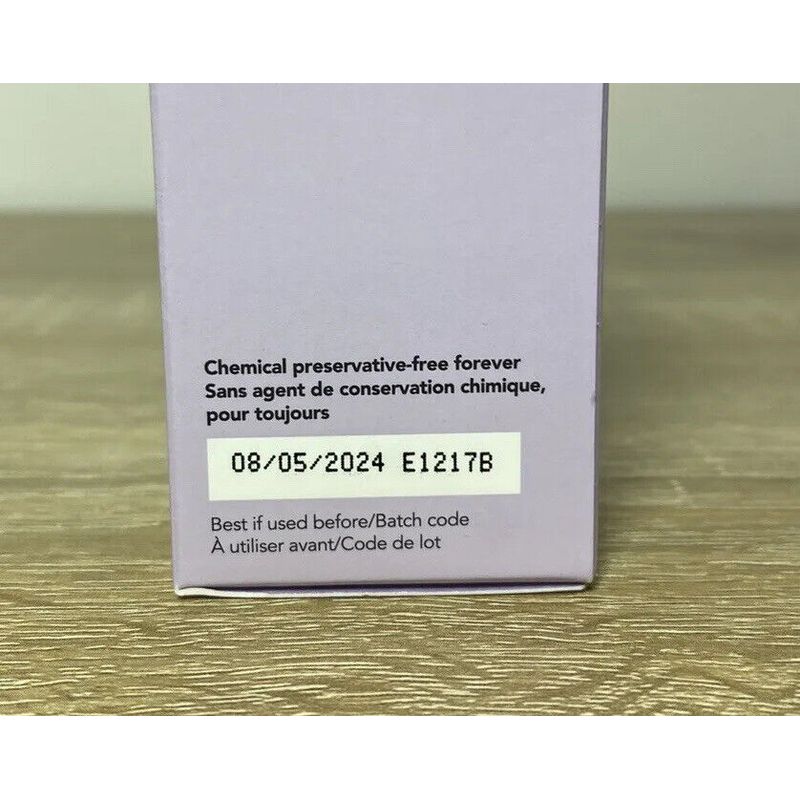 Chemical preservative-free forever
Sans agent de conservation chimique,
pour toujours
08/05/2024 E1217B
Best if used before/Batch code
À utiliser avant/Code de lot